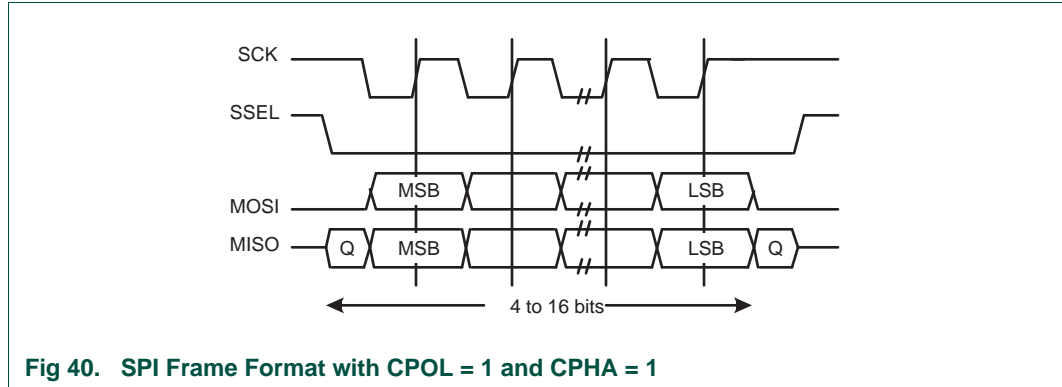 SCK
SSEL
MOSI
MSB
LSB
MISO
Q
MSB
LSB
Q
4 to 16 bits
Fig 40. SPI Frame Format with CPOL = 1 and CPHA = 1